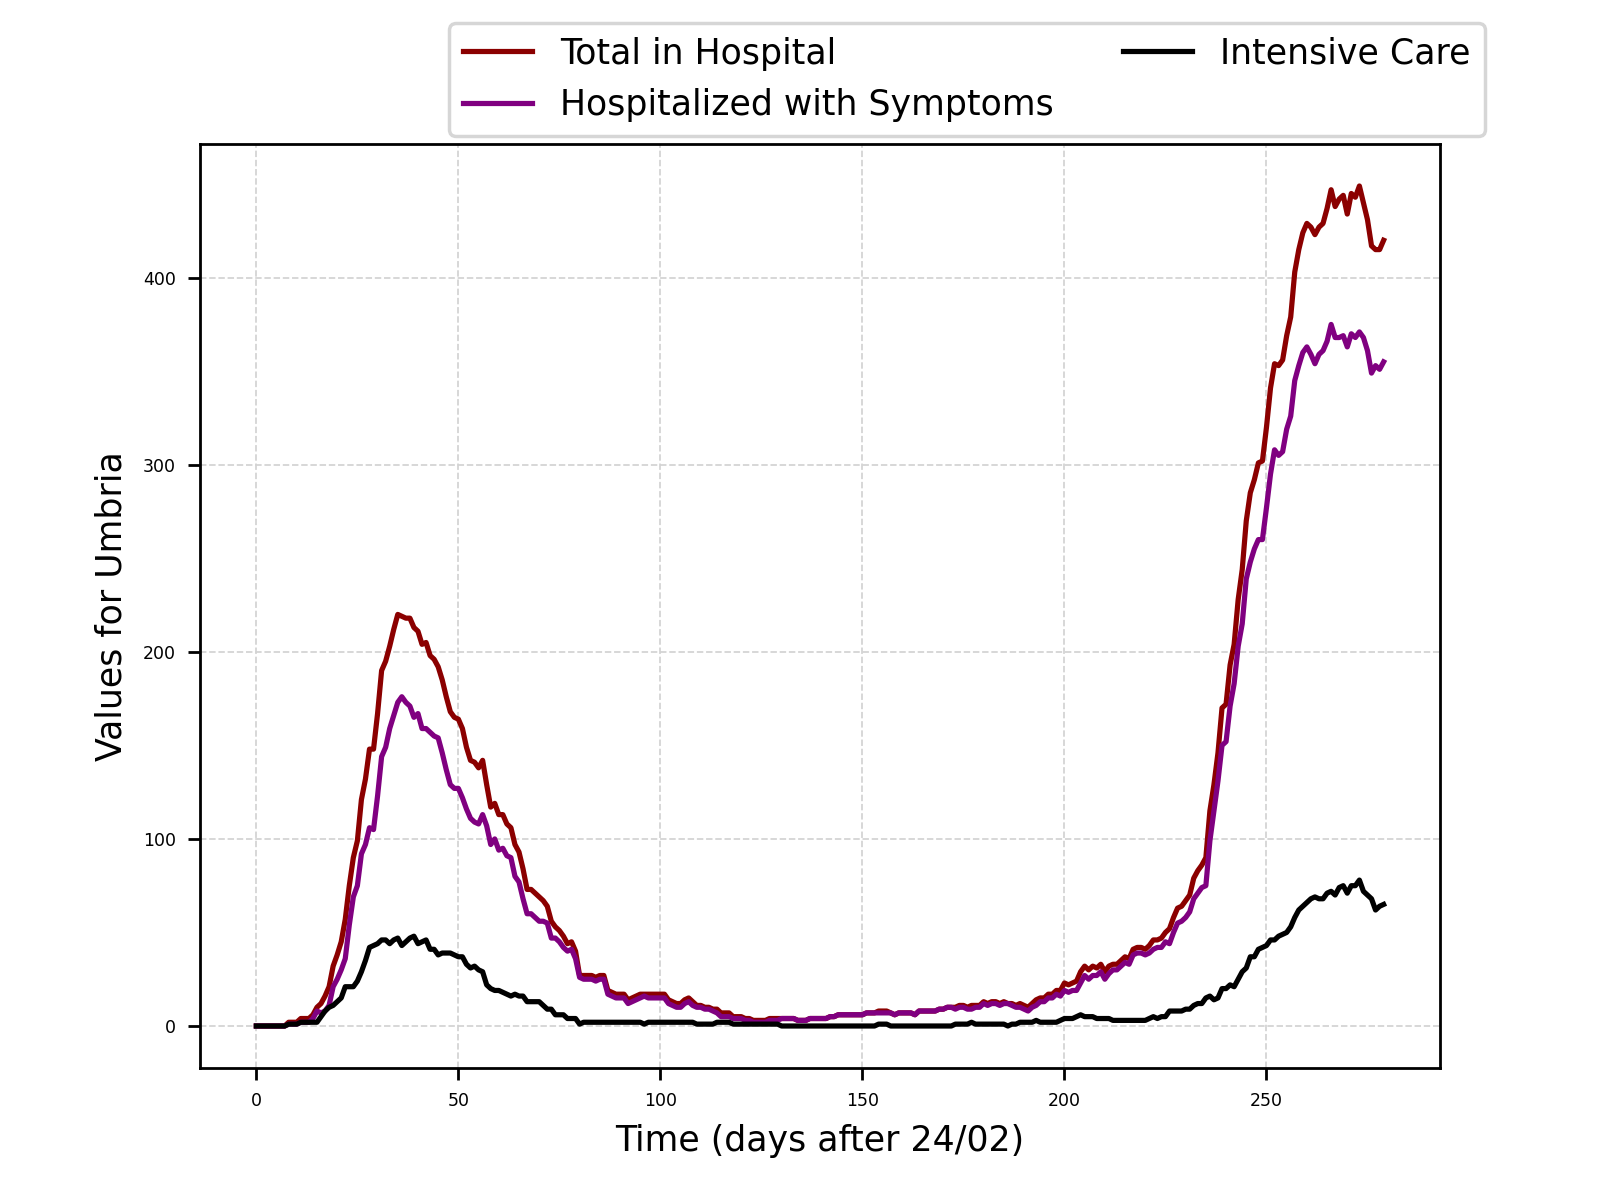 Total in Hospital
Hospitalized with Symptoms
Intensive Care
Values for Umbria
400
300
200
100
0
0 50 100 150 200 250
Time (days after 24/02)